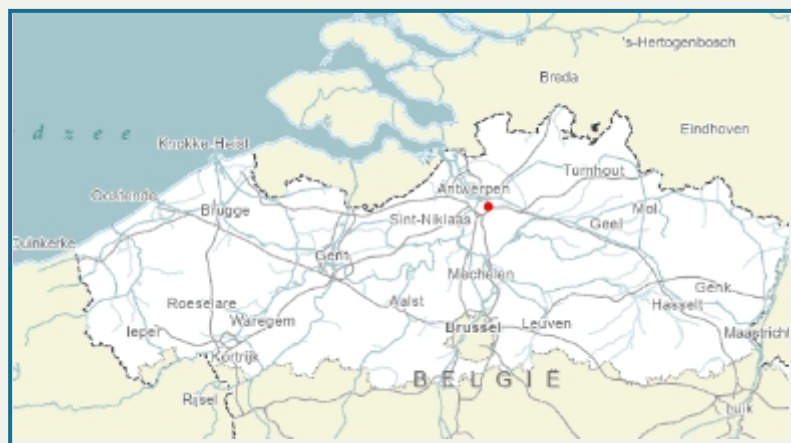 's-Hertogenbosch
Breda
dzee
Eindhoven
Knokke-Heist
Turnhout
Antwerpen
Oostende
Mol
Brugge
Sint-Niklaas
Geel
Duinkerke
Gent
Mechelen
Genk
Roeselare
Aalst
Hasselt
Waregem
Brussel
Leuven
Ieper
Maastricht
Kortrijk
BELGIË
Rijsel
Luik